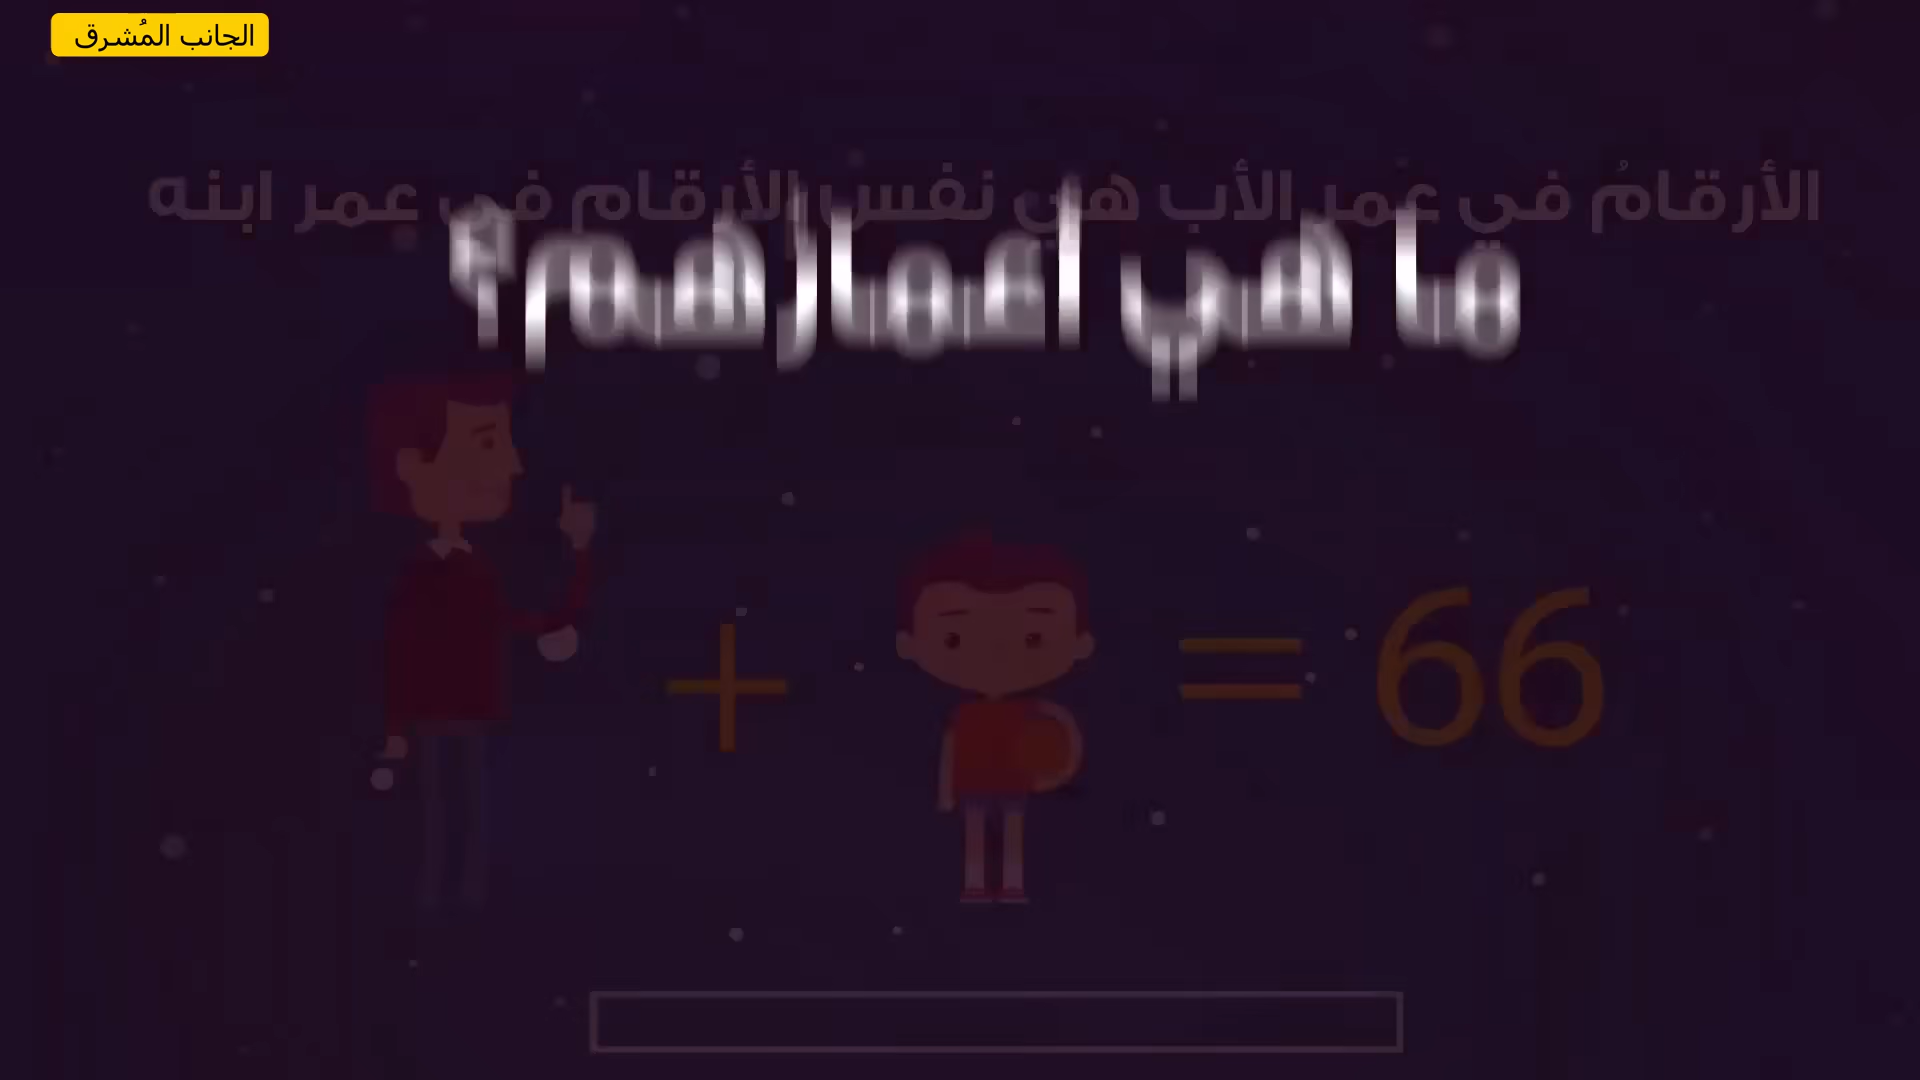 الجانب المُشرق
الأرقامُ في عمر الأب هي نفس الأرقام في عمر ابنه
ما هي أعمارهم؟
+ = 66